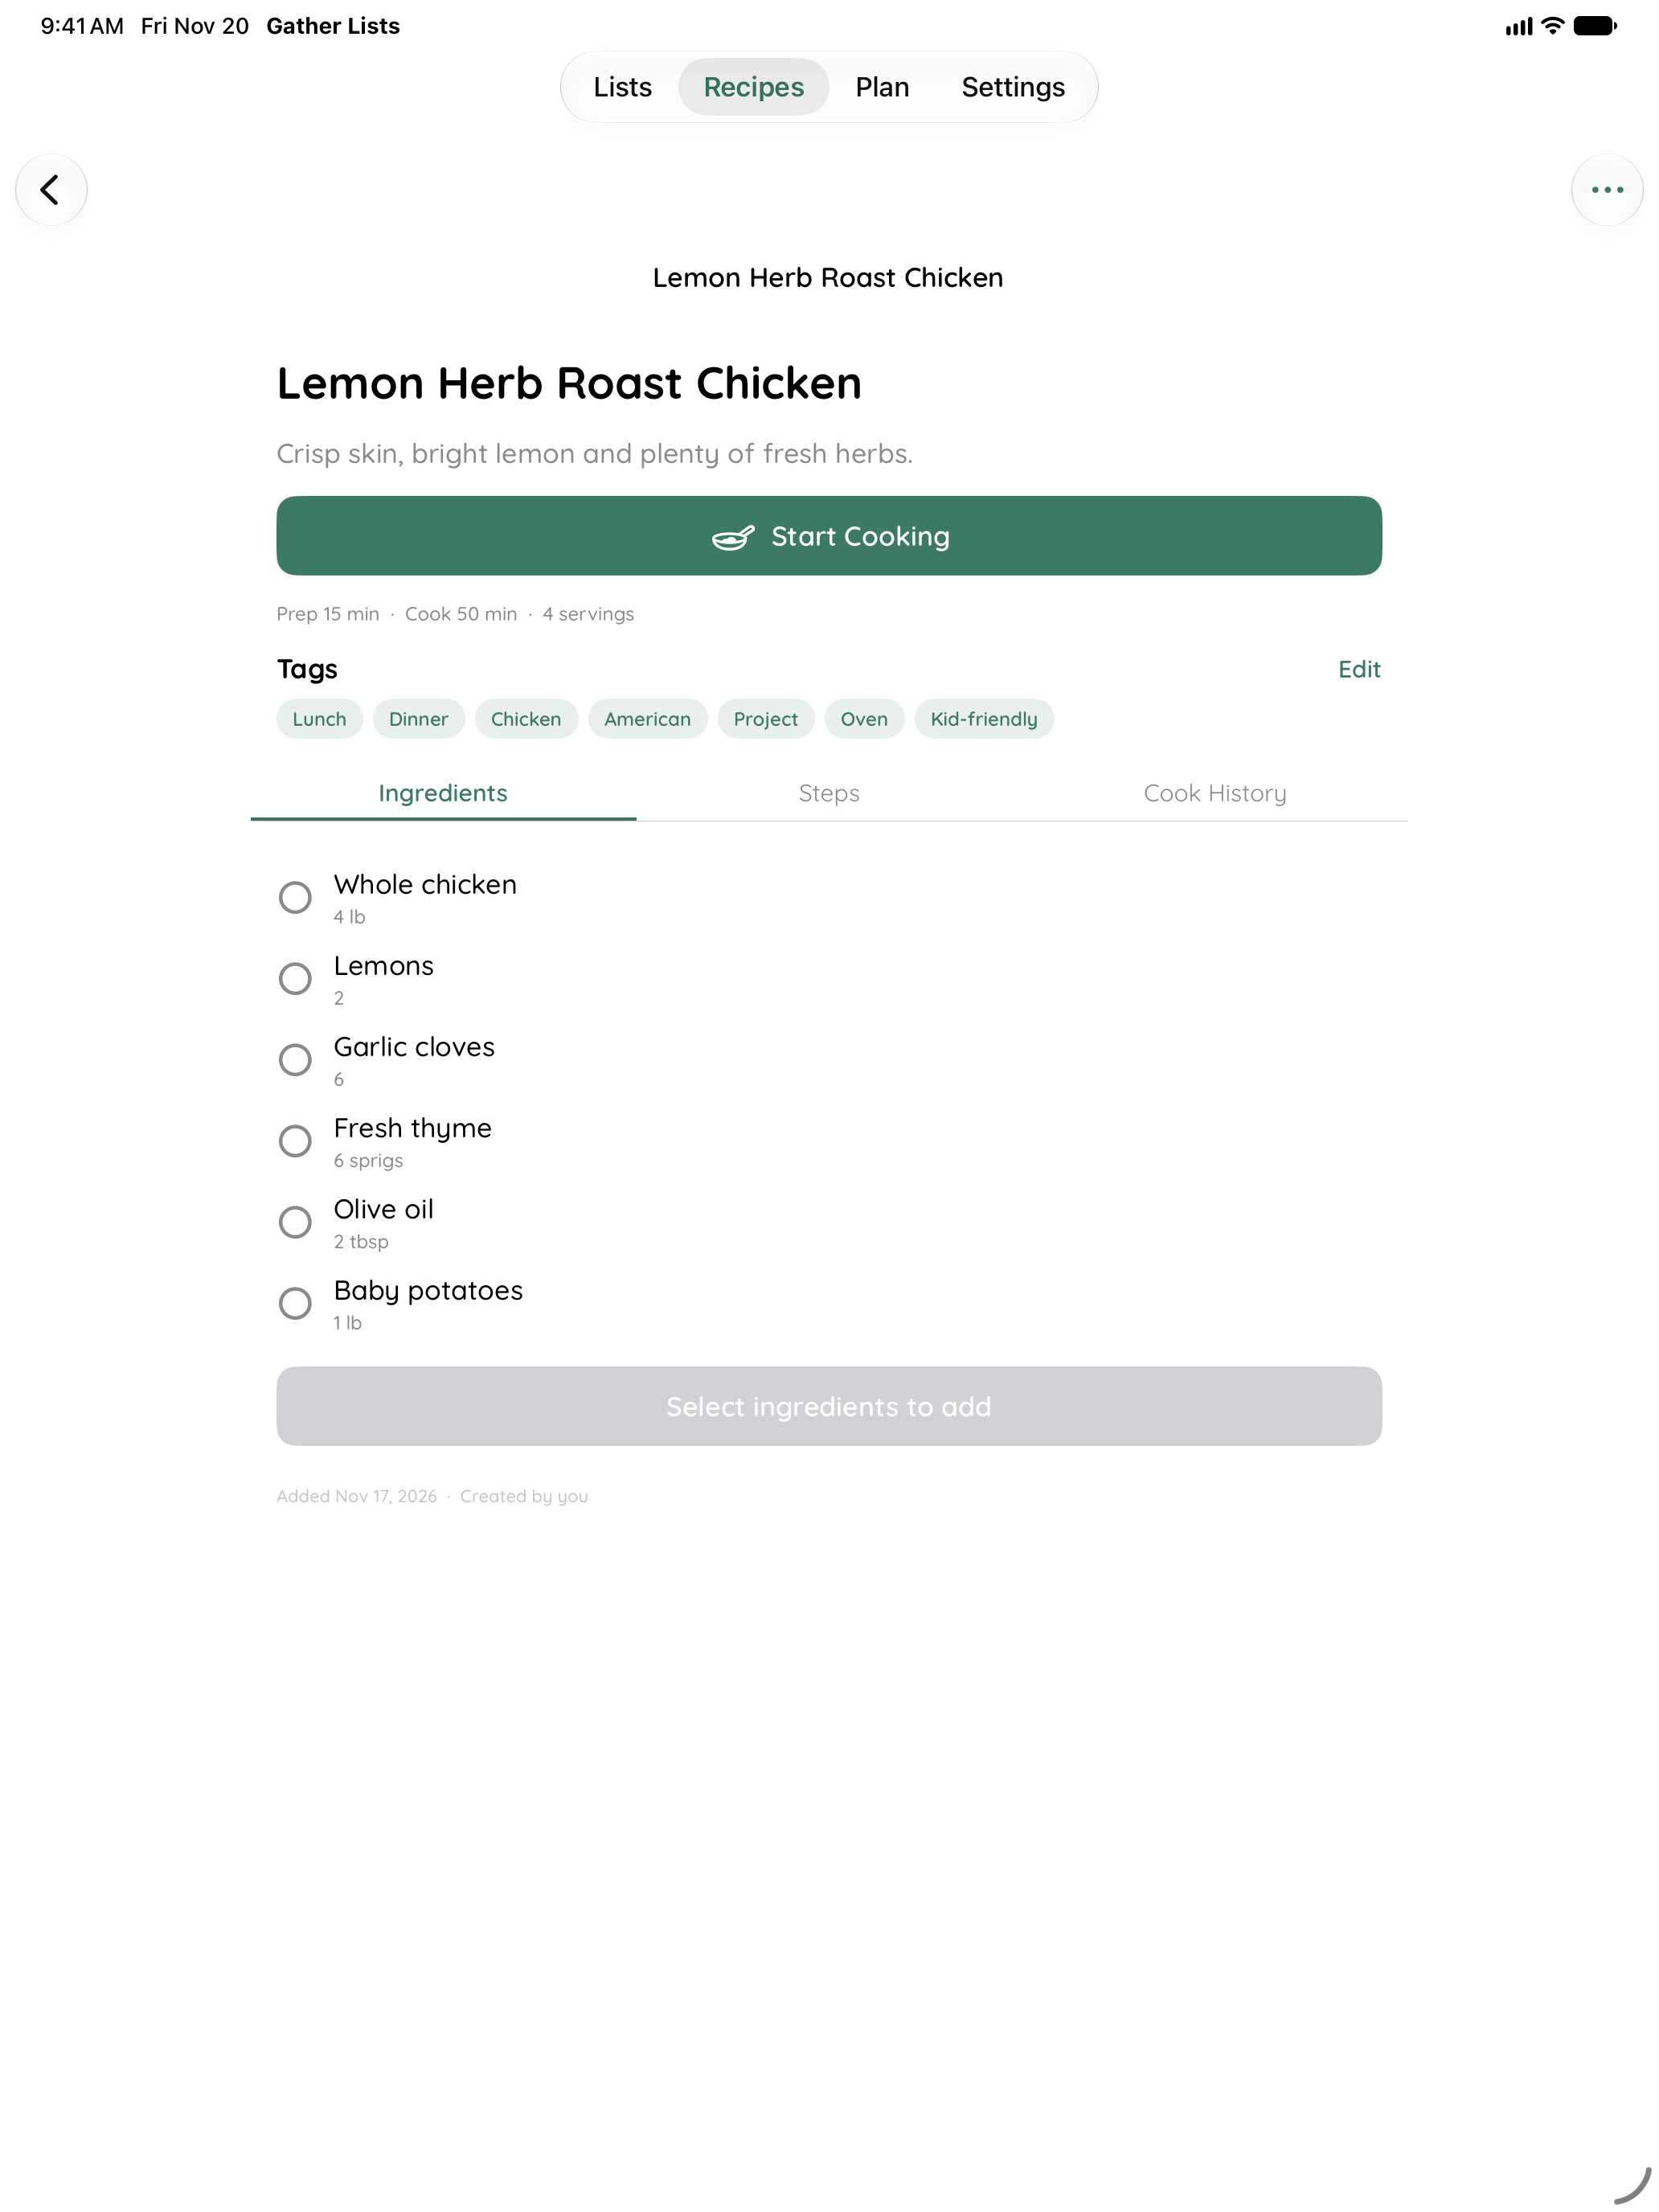 9:41 AM Fri Nov 20 Gather Lists
Lists Recipes Plan Settings
Lemon Herb Roast Chicken
Lemon Herb Roast Chicken
Crisp skin, bright lemon and plenty of fresh herbs.
Start Cooking
Prep 15 min · Cook 50 min · 4 servings
Tags Edit
Lunch Dinner Chicken American Project Oven Kid-friendly
Ingredients Steps Cook History
Whole chicken
4 lb
Lemons
2
Garlic cloves
6
Fresh thyme
6 sprigs
Olive oil
2 tbsp
Baby potatoes
1 lb
Select ingredients to add
Added Nov 17, 2026 · Created by you